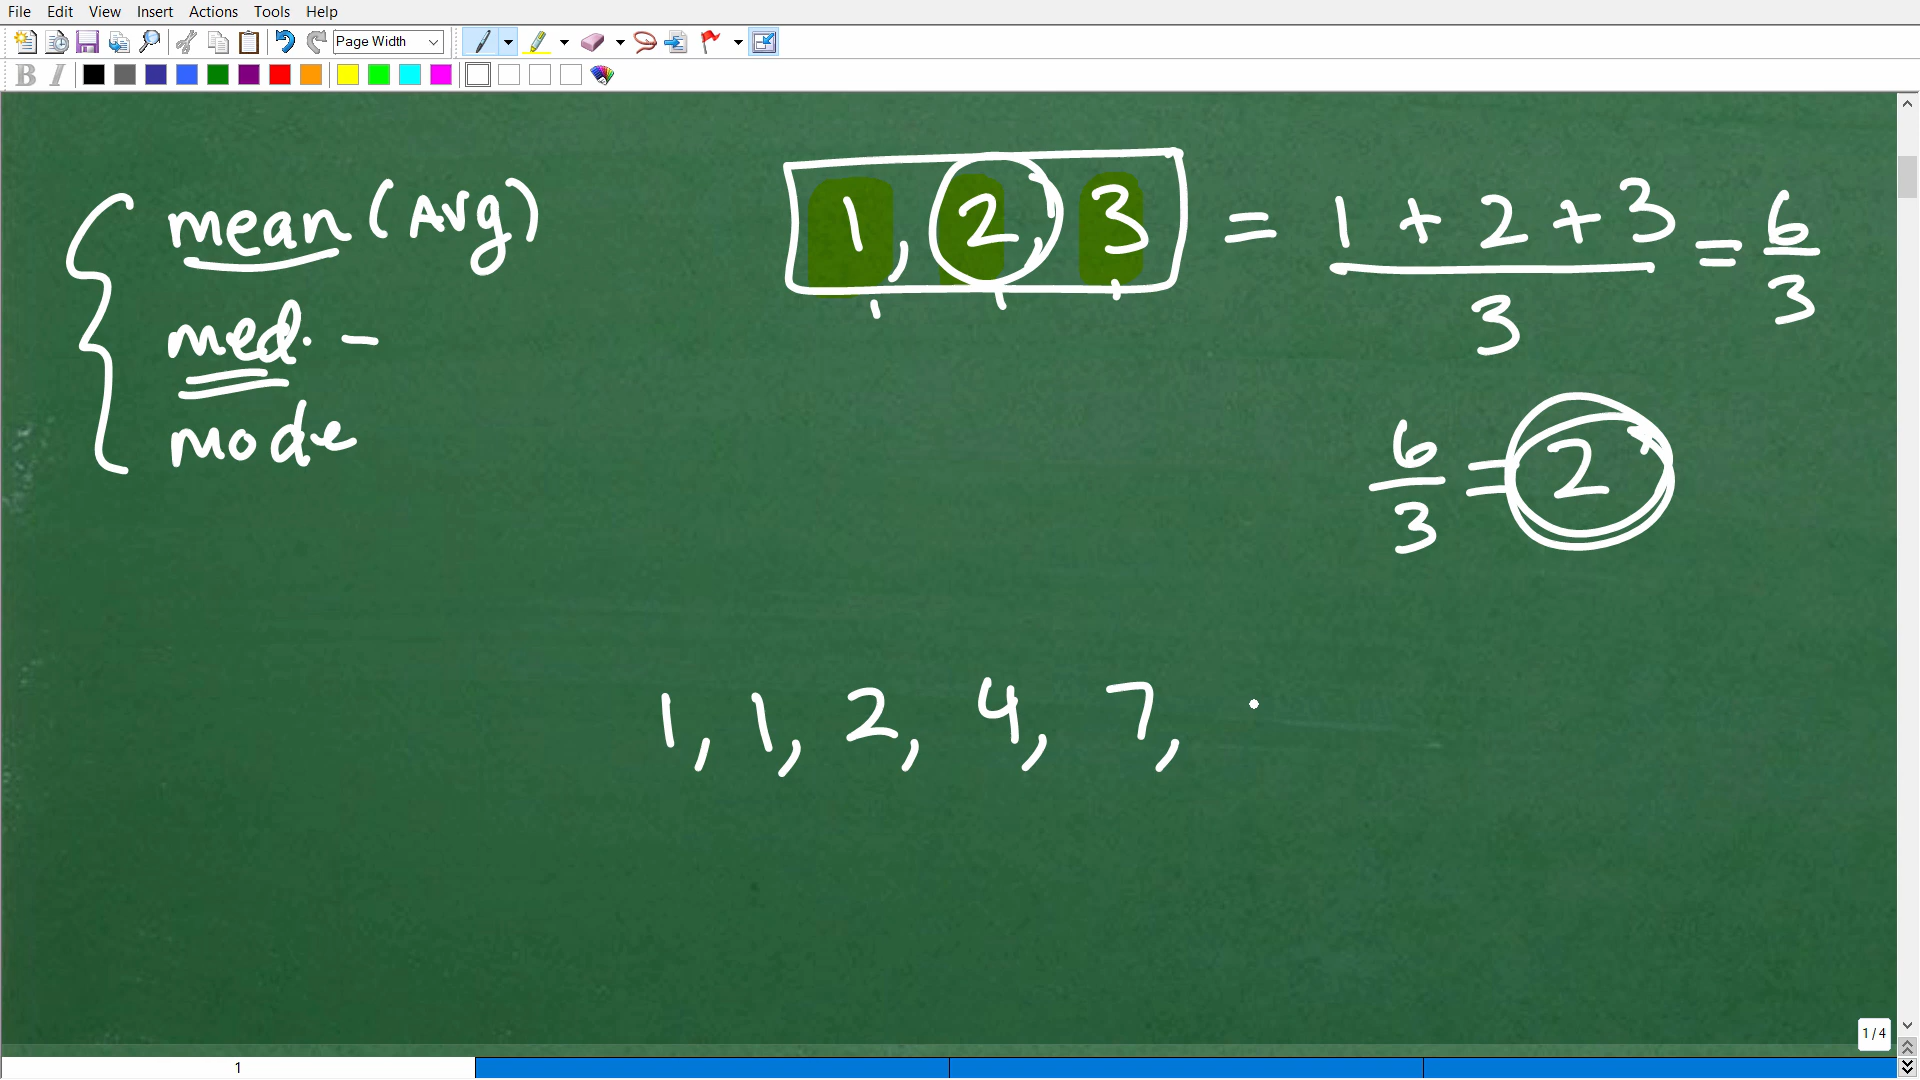 File Edit View Insert Actions Tools Help
Page Width
B I
mean (Avg)
1, 2, 3 = 1 + 2 + 3 / 3 = 6 / 3
med. -
mode
6 / 3 = 2
1, 1, 2, 4, 7,
1 / 4
1